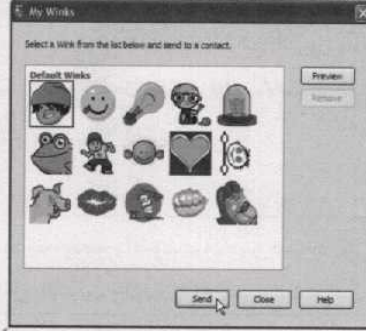 My Winks
Select a wink from the list below and send to a contact.
Default Winks
Preview
Remove
Send
Close
Help